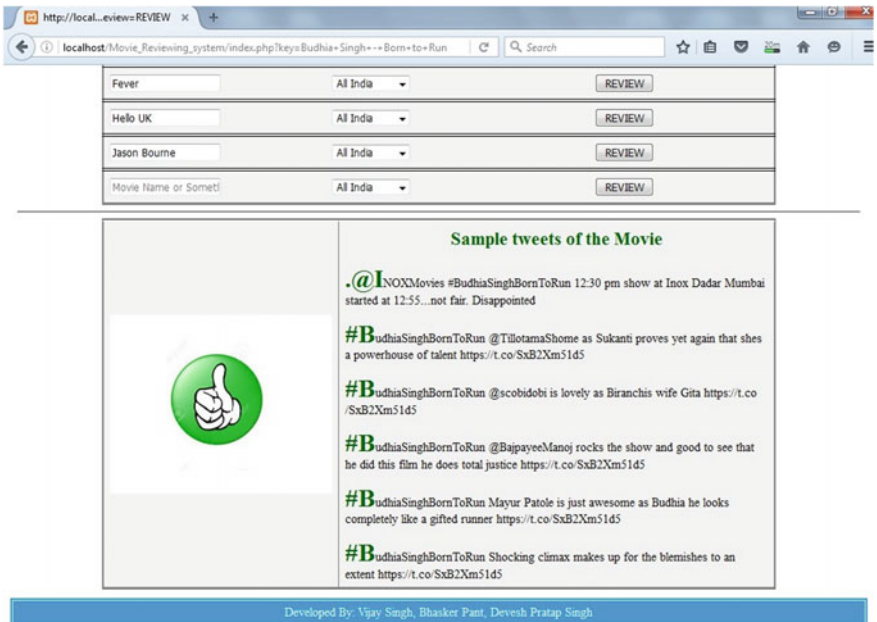 http://local...eview=REVIEW × +
localhost/Movie_Reviewing_system/index.php?key=Budhia+Singh+-+Born+to+Run Search
Fever All India REVIEW
Hello UK All India REVIEW
Jason Bourne All India REVIEW
Movie Name or Someti All India REVIEW
Sample tweets of the Movie
.@INOXMovies #BudhiaSinghBornToRun 12:30 pm show at Inox Dadar Mumbai
started at 12:55...not fair. Disappointed
#BudhiaSinghBornToRun @TillotamaShome as Sukanti proves yet again that shes
a powerhouse of talent https://t.co/SxB2Xm51d5
#BudhiaSinghBornToRun @scobidobi is lovely as Biranchis wife Gita https://t.co
/SxB2Xm51d5
#BudhiaSinghBornToRun @BajpayeeManoj rocks the show and good to see that
he did this film he does total justice https://t.co/SxB2Xm51d5
#BudhiaSinghBornToRun Mayur Patole is just awesome as Budhia he looks
completely like a gifted runner https://t.co/SxB2Xm51d5
#BudhiaSinghBornToRun Shocking climax makes up for the blemishes to an
extent https://t.co/SxB2Xm51d5
Developed By: Vijay Singh, Bhasker Pant, Devesh Pratap Singh